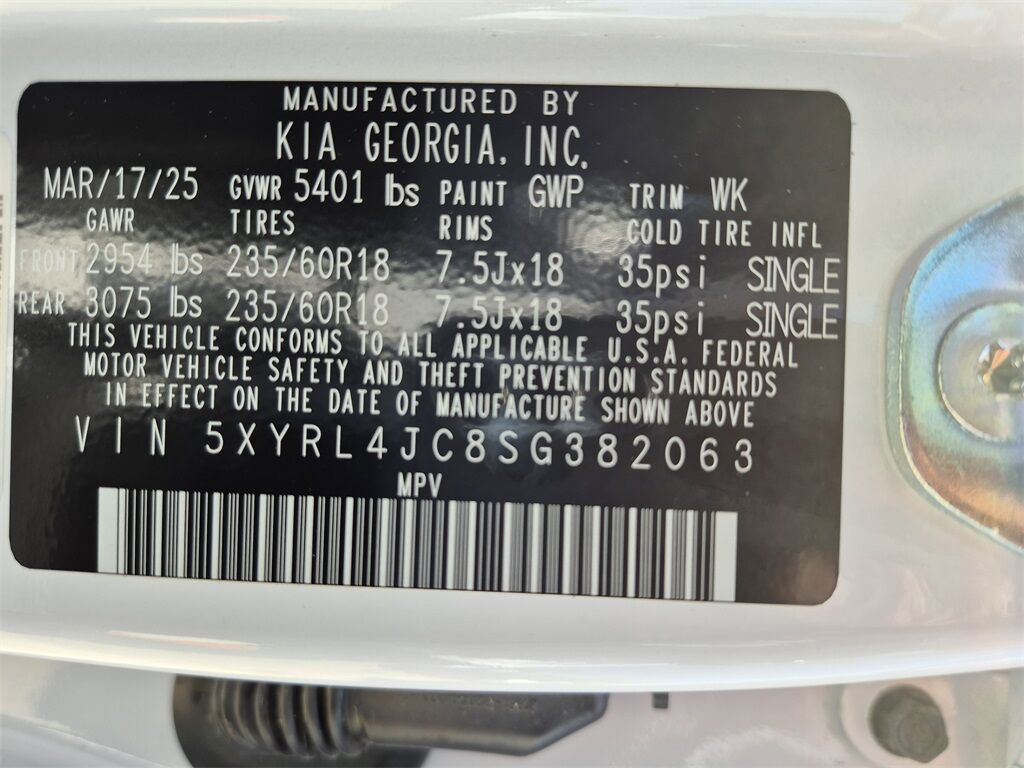 MANUFACTURED BY
KIA GEORGIA, INC.
MAR/17/25 GVWR 5401 lbs PAINT GWP TRIM WK
GAWR TIRES RIMS COLD TIRE INFL
FRONT 2954 lbs 235/60R18 7.5Jx18 35psi SINGLE
REAR 3075 lbs 235/60R18 7.5Jx18 35psi SINGLE
THIS VEHICLE CONFORMS TO ALL APPLICABLE U.S.A. FEDERAL
MOTOR VEHICLE SAFETY AND THEFT PREVENTION STANDARDS
IN EFFECT ON THE DATE OF MANUFACTURE SHOWN ABOVE
VIN 5XYRL4JC8SG382063
MPV